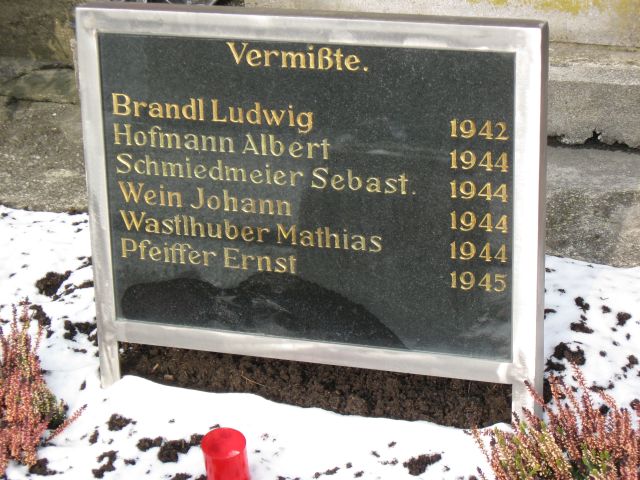 Vermißte.
Brandl Ludwig 1942
Hofmann Albert 1944
Schmiedmeier Sebast. 1944
Wein Johann 1944
Wastlhuber Mathias 1944
Pfeiffer Ernst 1945